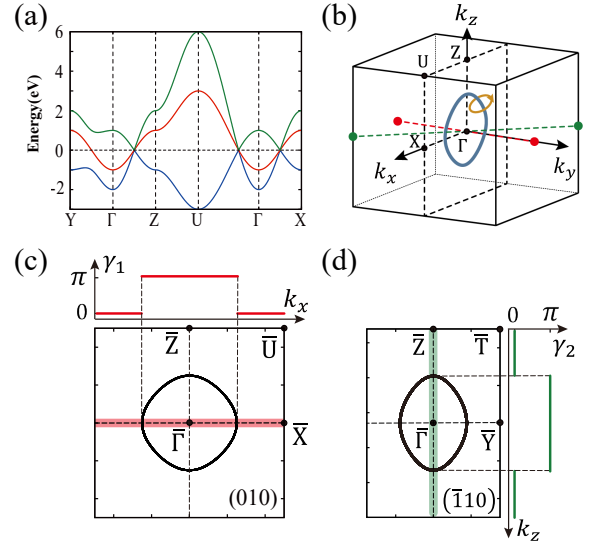 (a)
Energy(eV)
6
4
2
0
-2
Y Γ Z U Γ X
(b)
k_z
U Z
X Γ
k_x k_y
(c)
γ_1
π
0
k_x
Z̅ U̅
Γ̅ X̅
(010)
(d)
0 π
γ_2
Z̅ T̅
Γ̅ Y̅
(1̅10)
k_z